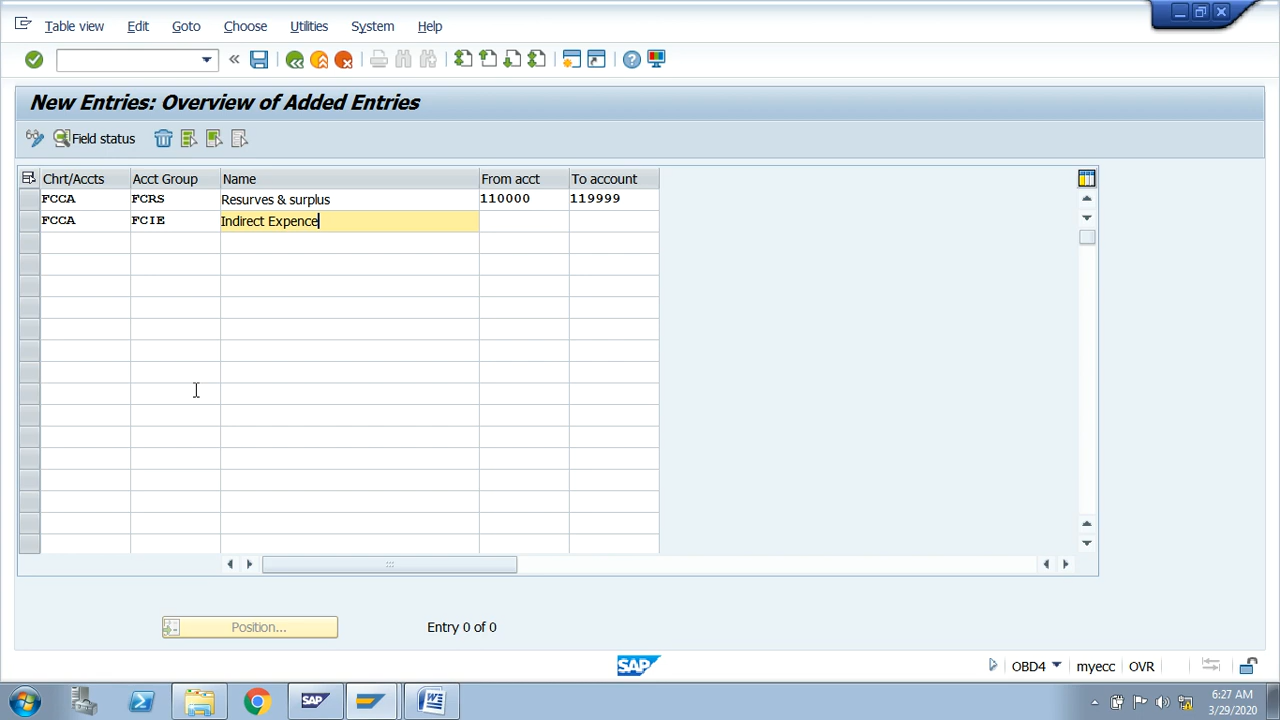 Table view Edit Goto Choose Utilities System Help
New Entries: Overview of Added Entries
Field status
Chrt/Accts Acct Group Name From acct To account
FCCA FCRS Resurves & surplus 110000 119999
FCCA FCIE Indirect Expence
Position... Entry 0 of 0
SAP OBD4 myecc OVR
SAP
6:27 AM
3/29/2020